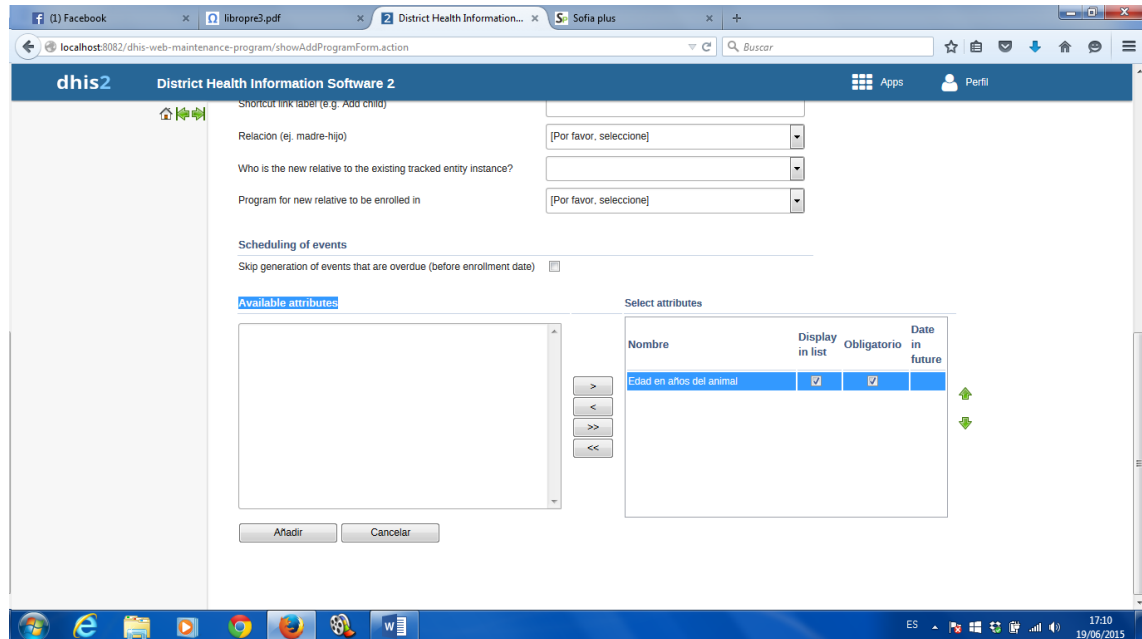 (1) Facebook
libropre3.pdf
District Health Information...
Sofia plus
localhost:8082/dhis-web-maintenance-program/showAddProgramForm.action
Buscar
dhis2
District Health Information Software 2
Apps
Perfil
Shortcut link label (e.g. Add child)
Relación (ej. madre-hijo)
[Por favor, seleccione]
Who is the new relative to the existing tracked entity instance?
Program for new relative to be enrolled in
[Por favor, seleccione]
Scheduling of events
Skip generation of events that are overdue (before enrollment date)
Available attributes
Select attributes
Nombre
Display in list
Obligatorio
Date in future
Edad en años del animal
>
<
>>
<<
Añadir
Cancelar
ES
17:10
19/06/2015